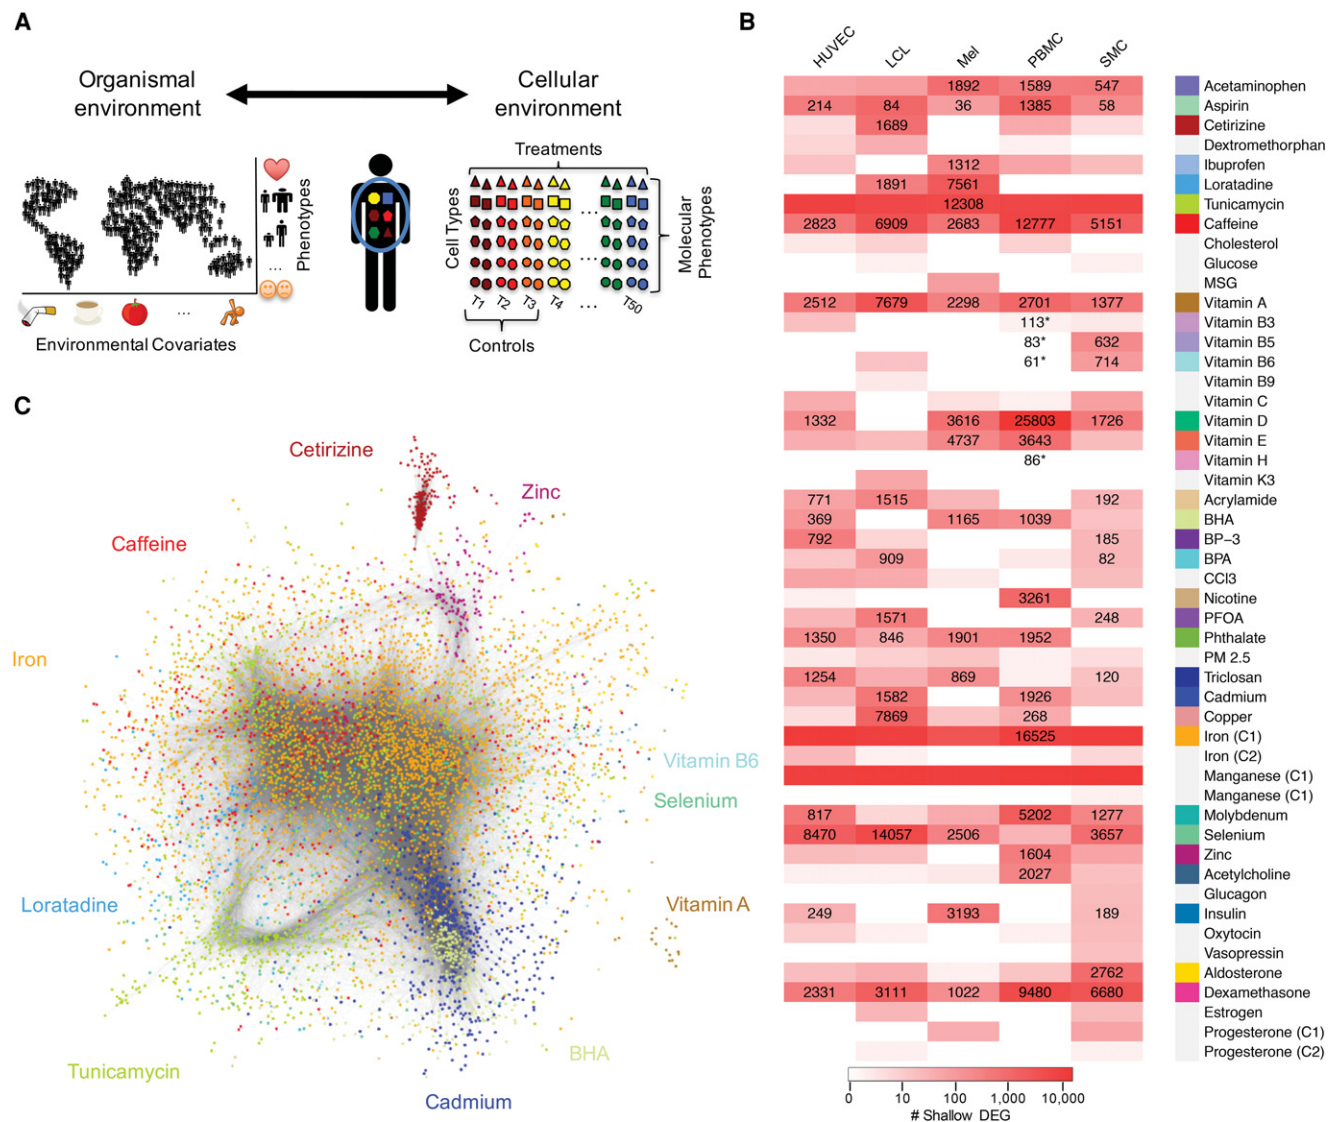 A
Organismal
environment
Cellular
environment
Treatments
Cell Types
Molecular
Phenotypes
Phenotypes
...
...
...
...
T1 T2 T3 T4 ... T50
Environmental Covariates
Controls
B
HUVEC LCL Mel PBMC SMC
1892 1589 547 Acetaminophen
214 84 36 1385 58 Aspirin
1689 Cetirizine
Dextromethorphan
1312 Ibuprofen
1891 7561 Loratadine
12308 Tunicamycin
2823 6909 2683 12777 5151 Caffeine
Cholesterol
Glucose
MSG
2512 7679 2298 2701 1377 Vitamin A
113* Vitamin B3
83* 632 Vitamin B5
61* 714 Vitamin B6
Vitamin B9
Vitamin C
1332 3616 25803 1726 Vitamin D
4737 3643 Vitamin E
86* Vitamin H
Vitamin K3
771 1515 192 Acrylamide
369 1165 1039 BHA
792 185 BP-3
909 82 BPA
CCl3
3261 Nicotine
1571 248 PFOA
1350 846 1901 1952 Phthalate
PM 2.5
1254 869 120 Triclosan
1582 1926 Cadmium
7869 268 Copper
16525 Iron (C1)
Iron (C2)
Manganese (C1)
Manganese (C1)
817 5202 1277 Molybdenum
8470 14057 2506 3657 Selenium
1604 Zinc
2027 Acetylcholine
Glucagon
249 3193 189 Insulin
Oxytocin
Vasopressin
2762 Aldosterone
2331 3111 1022 9480 6680 Dexamethasone
Estrogen
Progesterone (C1)
Progesterone (C2)
0 10 100 1,000 10,000
# Shallow DEG
C
Cetirizine
Zinc
Caffeine
Iron
Vitamin B6
Selenium
Loratadine
Vitamin A
BHA
Tunicamycin
Cadmium